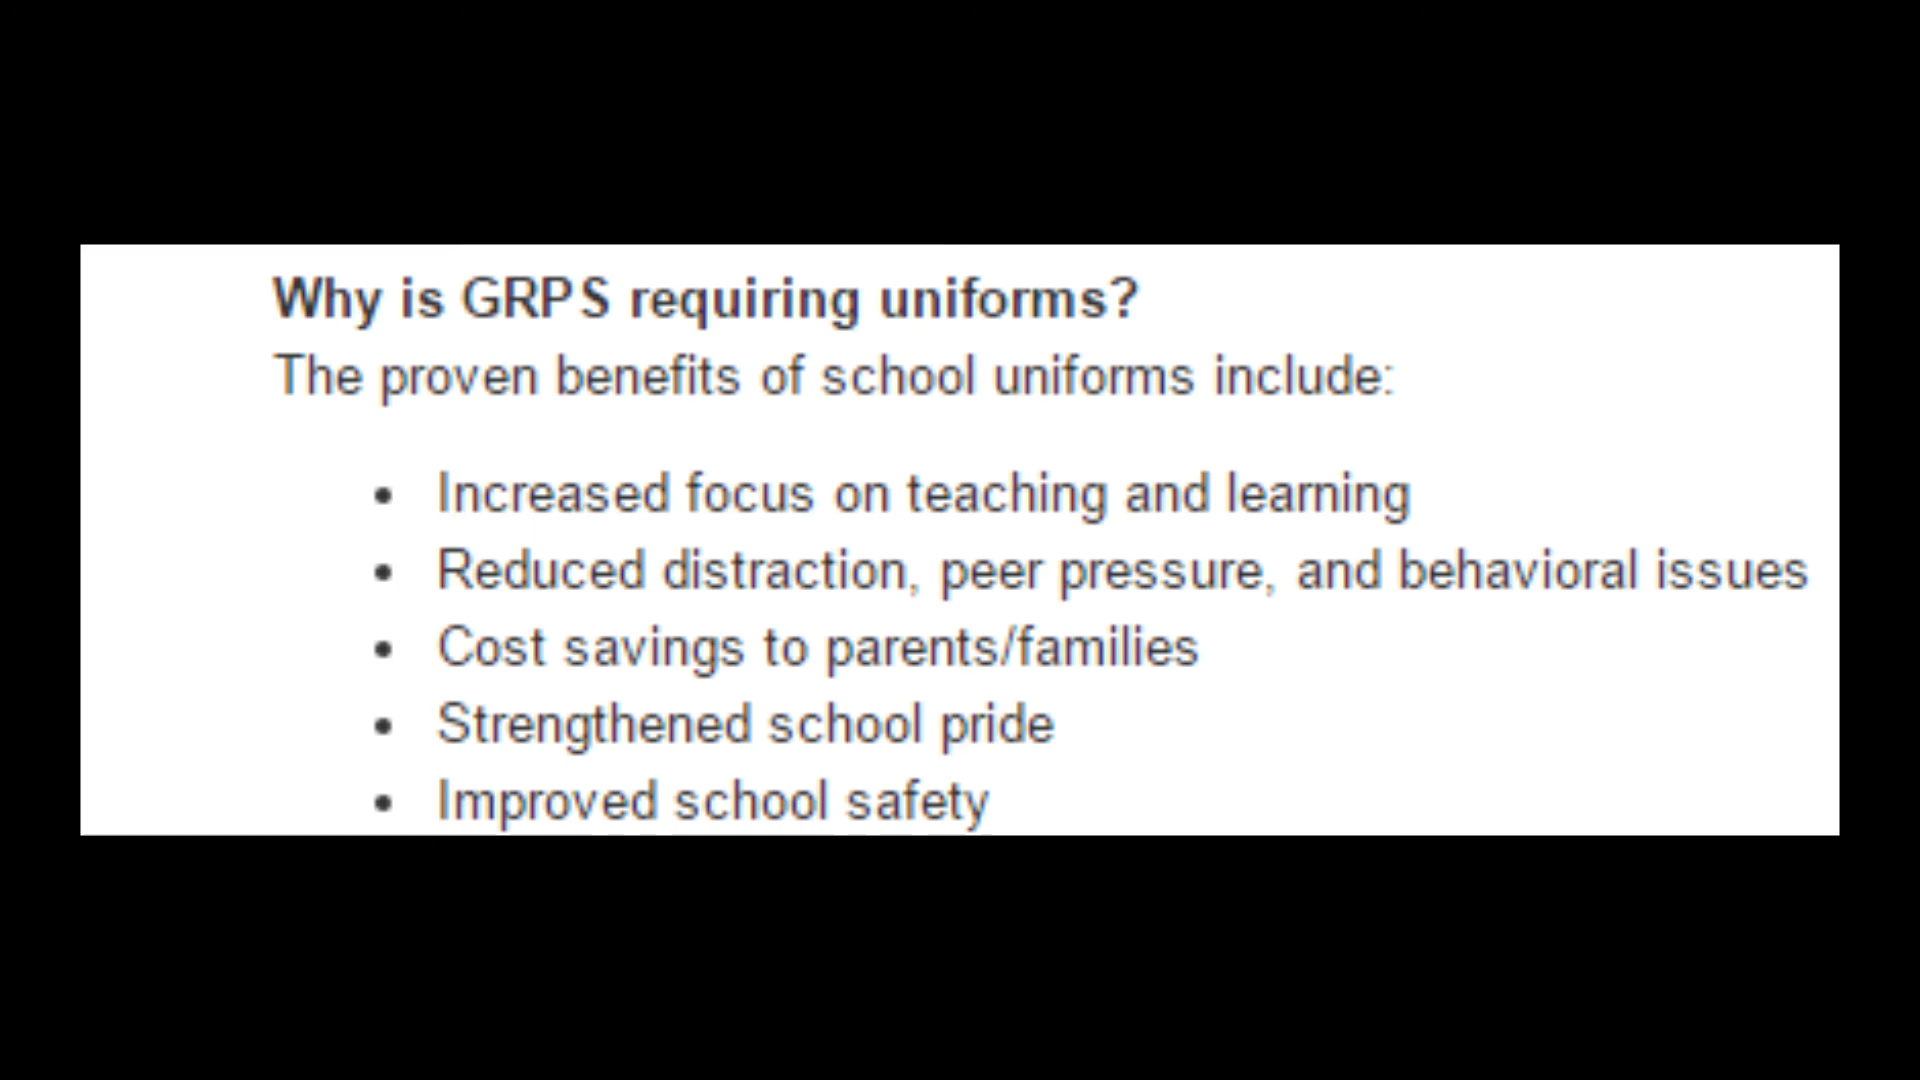 Why is GRPS requiring uniforms?
The proven benefits of school uniforms include:
• Increased focus on teaching and learning
• Reduced distraction, peer pressure, and behavioral issues
• Cost savings to parents/families
• Strengthened school pride
• Improved school safety